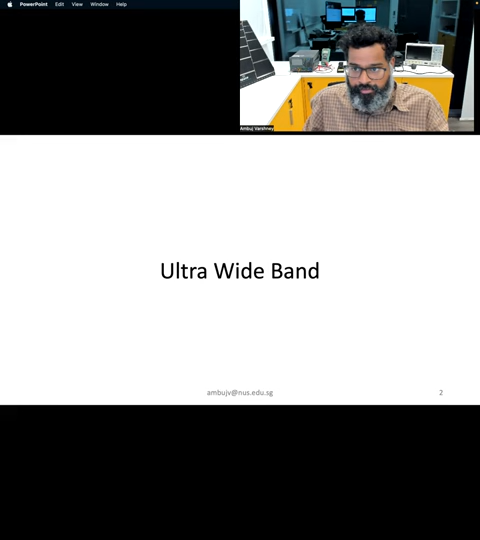 PowerPoint Edit View Window Help
Ambuj Varshney
Ultra Wide Band
ambujv@nus.edu.sg 2